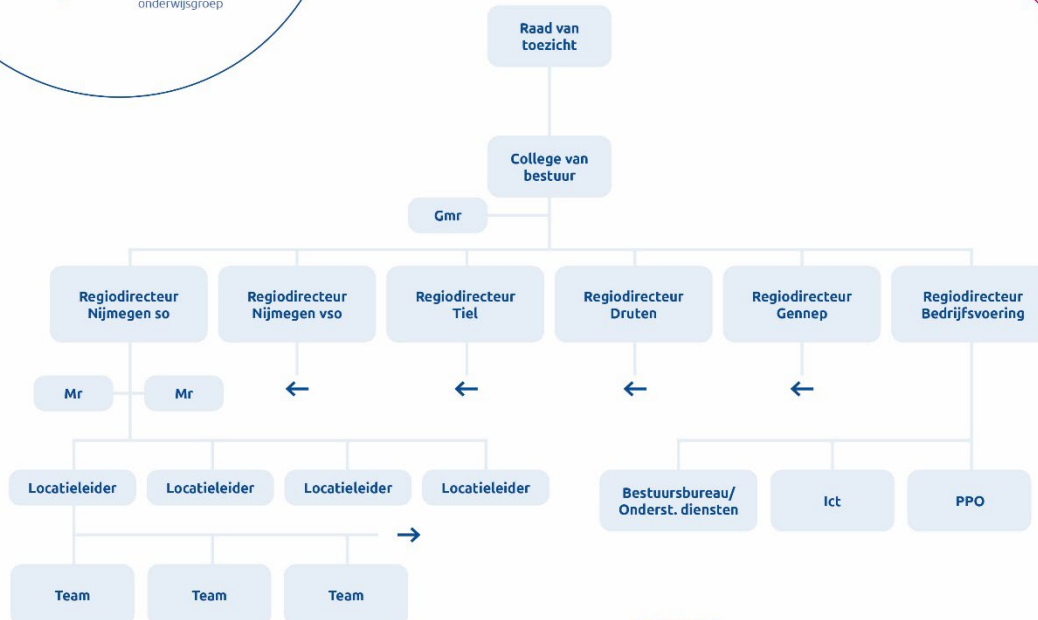 onderwijsgroep
Raad van
toezicht
College van
bestuur
Gmr
Regiodirecteur
Nijmegen so
Regiodirecteur
Nijmegen vso
Regiodirecteur
Tiel
Regiodirecteur
Druten
Regiodirecteur
Gennep
Regiodirecteur
Bedrijfsvoering
Mr
Mr
Locatieleider
Locatieleider
Locatieleider
Locatieleider
Bestuursbureau/
Onderst. diensten
Ict
PPO
Team
Team
Team